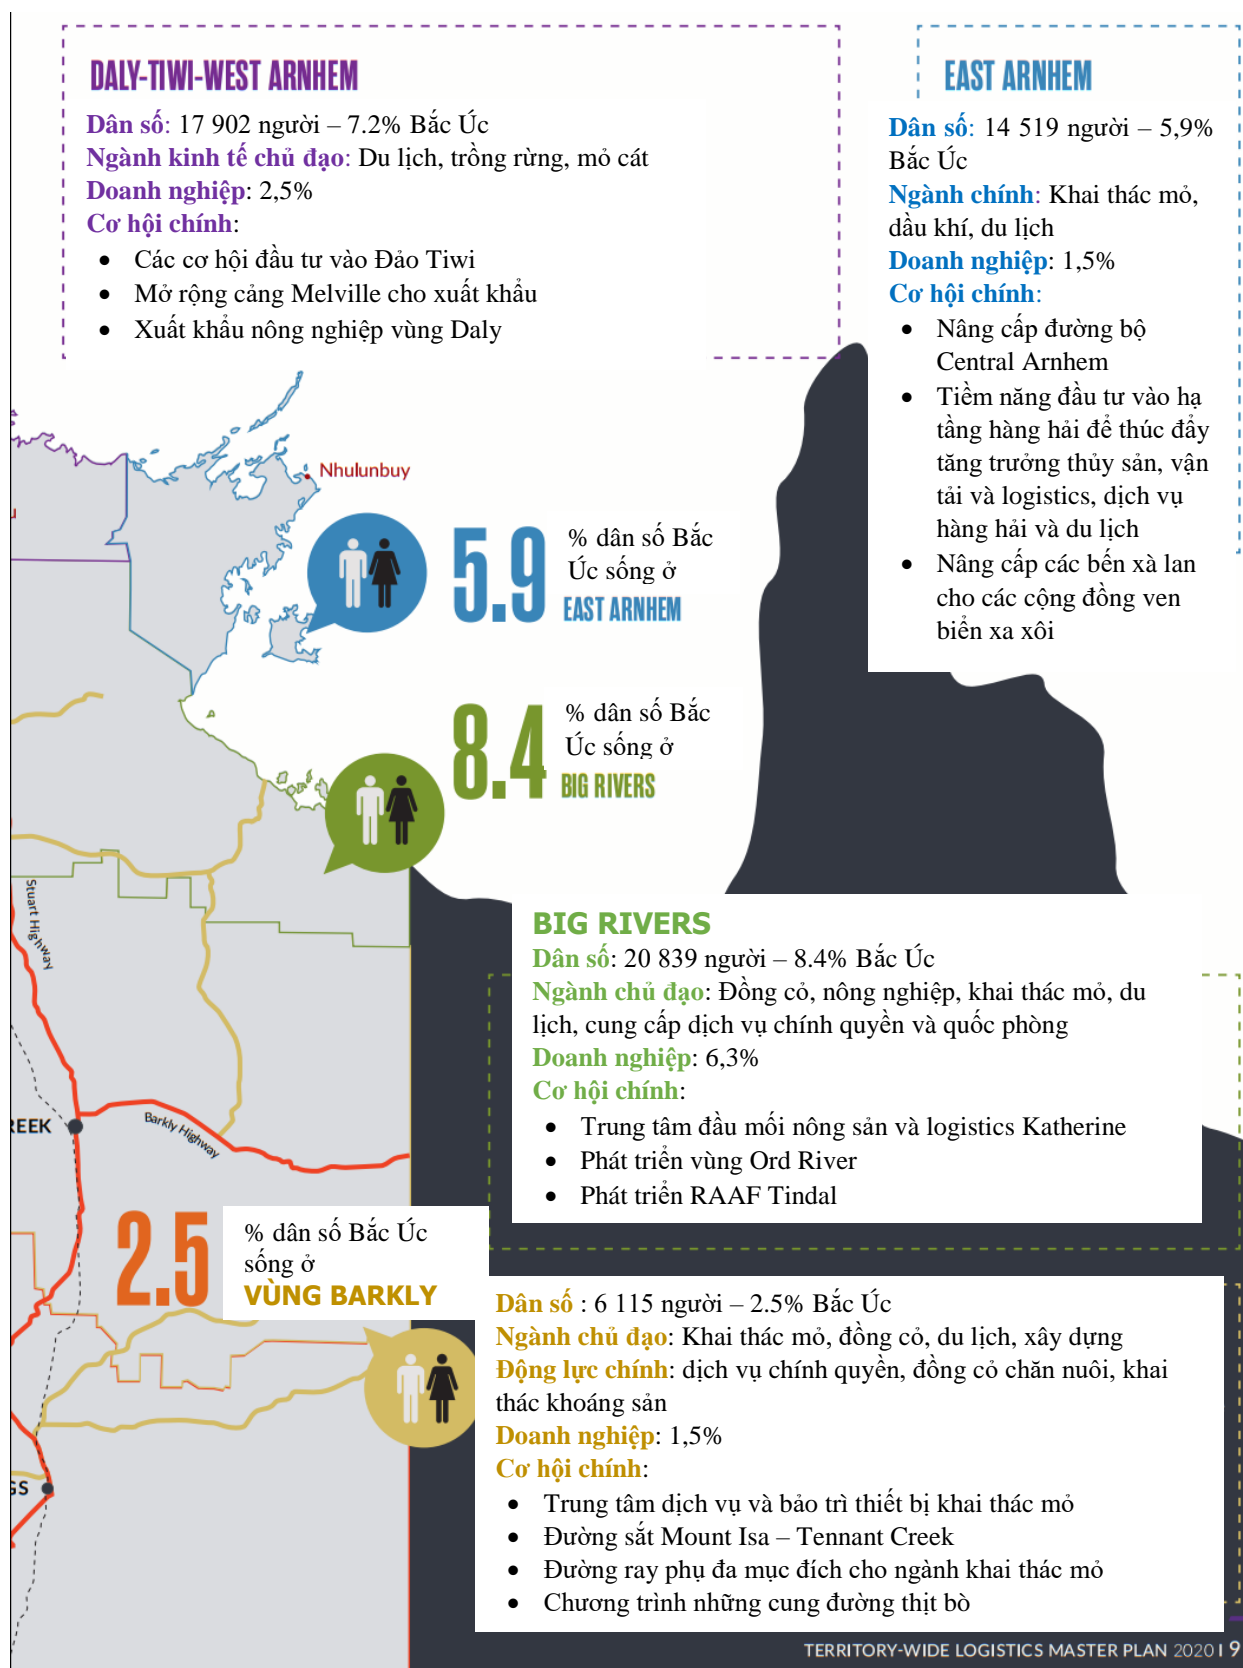 DALY-TIWI-WEST ARNHEM
Dân số: 17 902 người – 7.2% Bắc Úc
Ngành kinh tế chủ đạo: Du lịch, trồng rừng, mỏ cát
Doanh nghiệp: 2,5%
Cơ hội chính:
• Các cơ hội đầu tư vào Đảo Tiwi
• Mở rộng cảng Melville cho xuất khẩu
• Xuất khẩu nông nghiệp vùng Daly
EAST ARNHEM
Dân số: 14 519 người – 5,9%
Bắc Úc
Ngành chính: Khai thác mỏ,
dầu khí, du lịch
Doanh nghiệp: 1,5%
Cơ hội chính:
• Nâng cấp đường bộ
Central Arnhem
• Tiềm năng đầu tư vào hạ
tầng hàng hải để thúc đẩy
tăng trưởng thủy sản, vận
tải và logistics, dịch vụ
hàng hải và du lịch
• Nâng cấp các bến xà lan
cho các cộng đồng ven
biển xa xôi
Nhulunbuy
5.9
% dân số Bắc
Úc sống ở
EAST ARNHEM
8.4
% dân số Bắc
Úc sống ở
BIG RIVERS
Stuart Highway
BIG RIVERS
Dân số: 20 839 người – 8.4% Bắc Úc
Ngành chủ đạo: Đồng cỏ, nông nghiệp, khai thác mỏ, du
lịch, cung cấp dịch vụ chính quyền và quốc phòng
Doanh nghiệp: 6,3%
Cơ hội chính:
• Trung tâm đầu mối nông sản và logistics Katherine
• Phát triển vùng Ord River
• Phát triển RAAF Tindal
REEK
Barkly Highway
2.5
% dân số Bắc Úc
sống ở
VÙNG BARKLY
Dân số : 6 115 người – 2.5% Bắc Úc
Ngành chủ đạo: Khai thác mỏ, đồng cỏ, du lịch, xây dựng
Động lực chính: dịch vụ chính quyền, đồng cỏ chăn nuôi, khai
thác khoáng sản
Doanh nghiệp: 1,5%
Cơ hội chính:
• Trung tâm dịch vụ và bảo trì thiết bị khai thác mỏ
• Đường sắt Mount Isa – Tennant Creek
• Đường ray phụ đa mục đích cho ngành khai thác mỏ
• Chương trình những cung đường thịt bò
GS
TERRITORY-WIDE LOGISTICS MASTER PLAN 2020 I 9